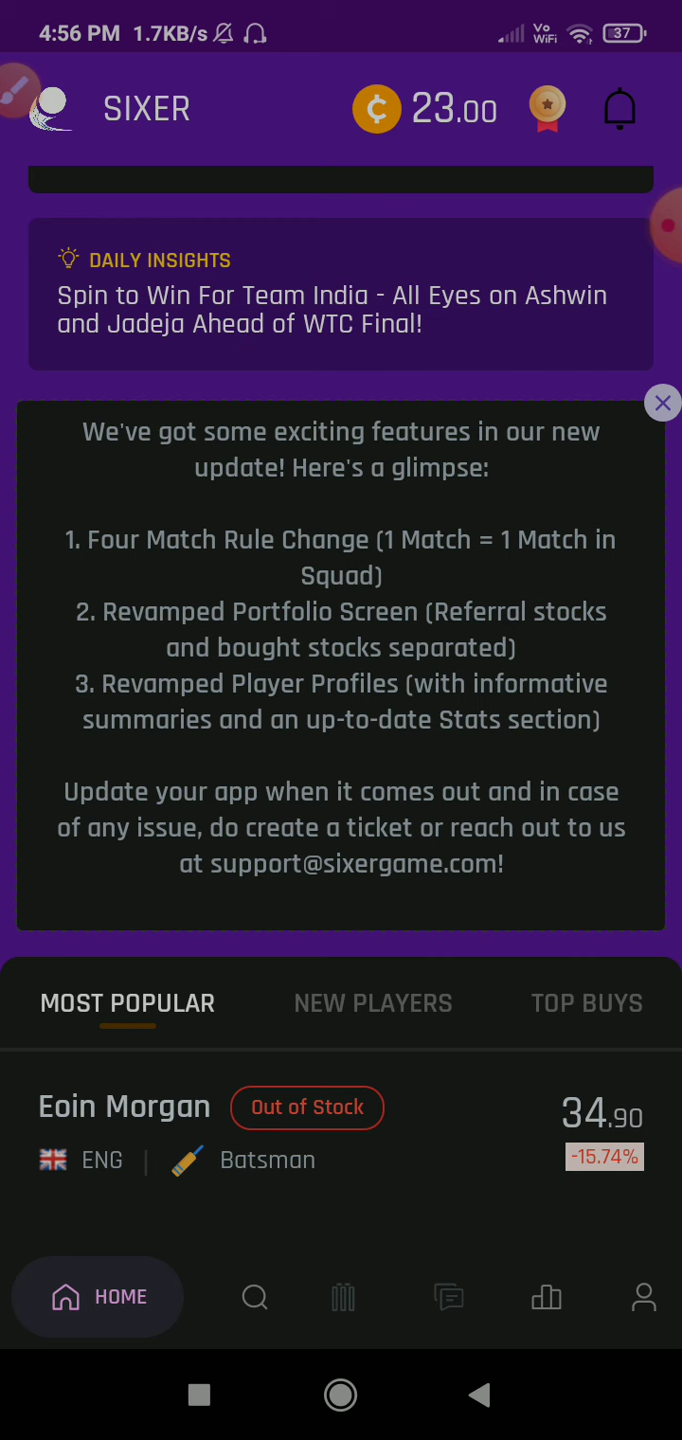 4:56 PM 1.7KB/s Vo WiFi 37
SIXER ¢ 23.00
DAILY INSIGHTS
Spin to Win For Team India - All Eyes on Ashwin
and Jadeja Ahead of WTC Final!
We've got some exciting features in our new
update! Here's a glimpse:
1. Four Match Rule Change (1 Match = 1 Match in
Squad)
2. Revamped Portfolio Screen (Referral stocks
and bought stocks separated)
3. Revamped Player Profiles (with informative
summaries and an up-to-date Stats section)
Update your app when it comes out and in case
of any issue, do create a ticket or reach out to us
at support@sixergame.com!
MOST POPULAR NEW PLAYERS TOP BUYS
Eoin Morgan Out of Stock 34.90
ENG | Batsman -15.74%
HOME